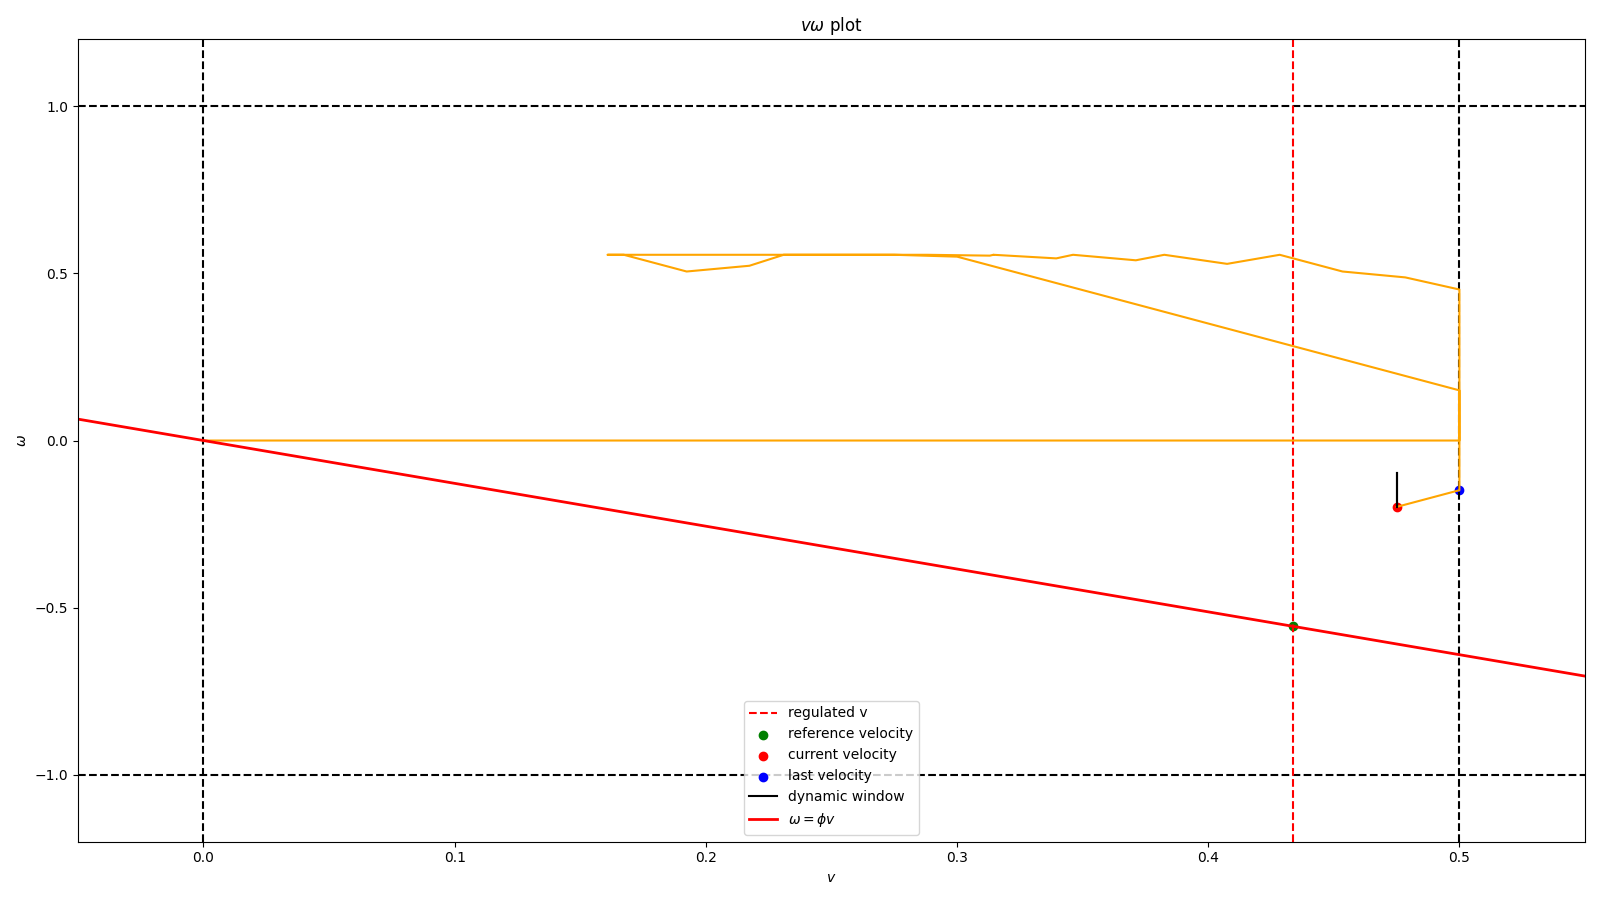 vω plot
1.0
0.5
0.0
−0.5
−1.0
ω
0.0
0.1
0.2
0.3
0.4
0.5
v
regulated v
reference velocity
current velocity
last velocity
dynamic window
ω = ϕv